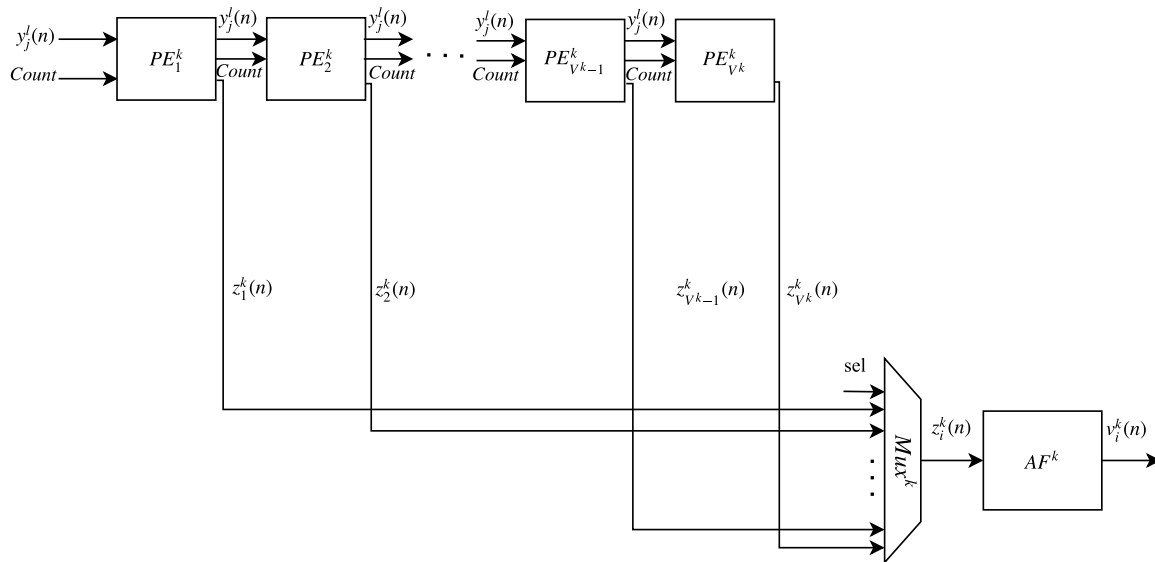 y_j^l(n)
Count
PE_1^k
y_j^l(n)
Count
PE_2^k
y_j^l(n)
Count
. . .
y_j^l(n)
Count
PE_{V^k-1}^k
y_j^l(n)
Count
PE_{V^k}^k
z_1^k(n)
z_2^k(n)
z_{V^k-1}^k(n)
z_{V^k}^k(n)
sel
Mux^k
. . .
z_i^k(n)
AF^k
v_i^k(n)